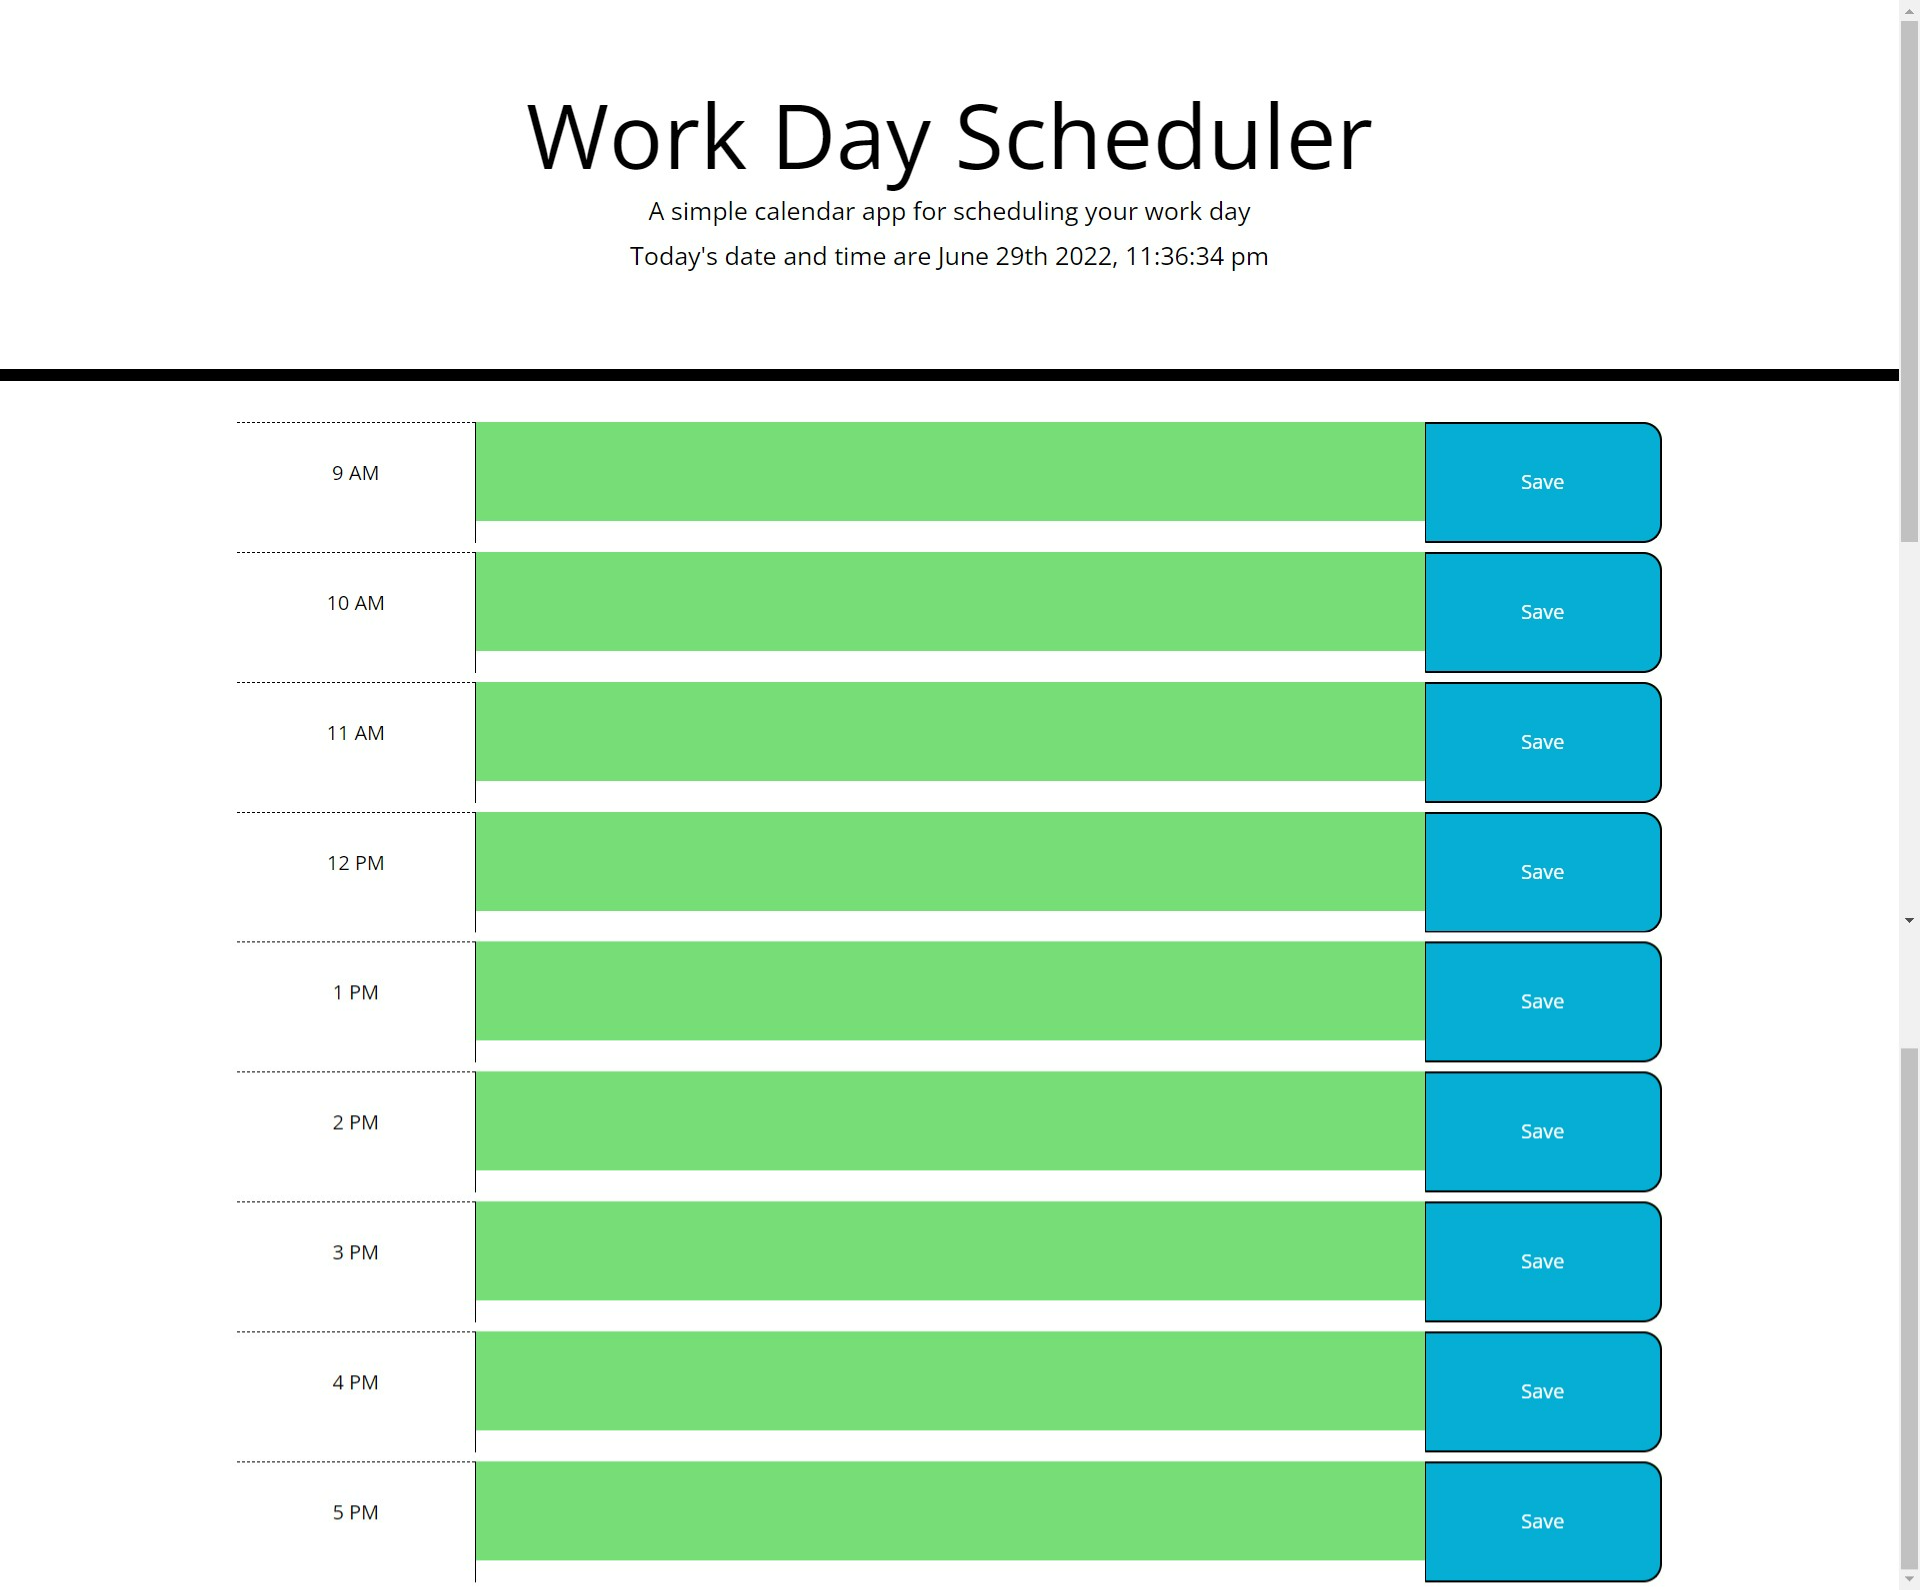 Work Day Scheduler
A simple calendar app for scheduling your work day
Today's date and time are June 29th 2022, 11:36:34 pm
9 AM
Save
10 AM
Save
11 AM
Save
12 PM
Save
1 PM
Save
2 PM
Save
3 PM
Save
4 PM
Save
5 PM
Save